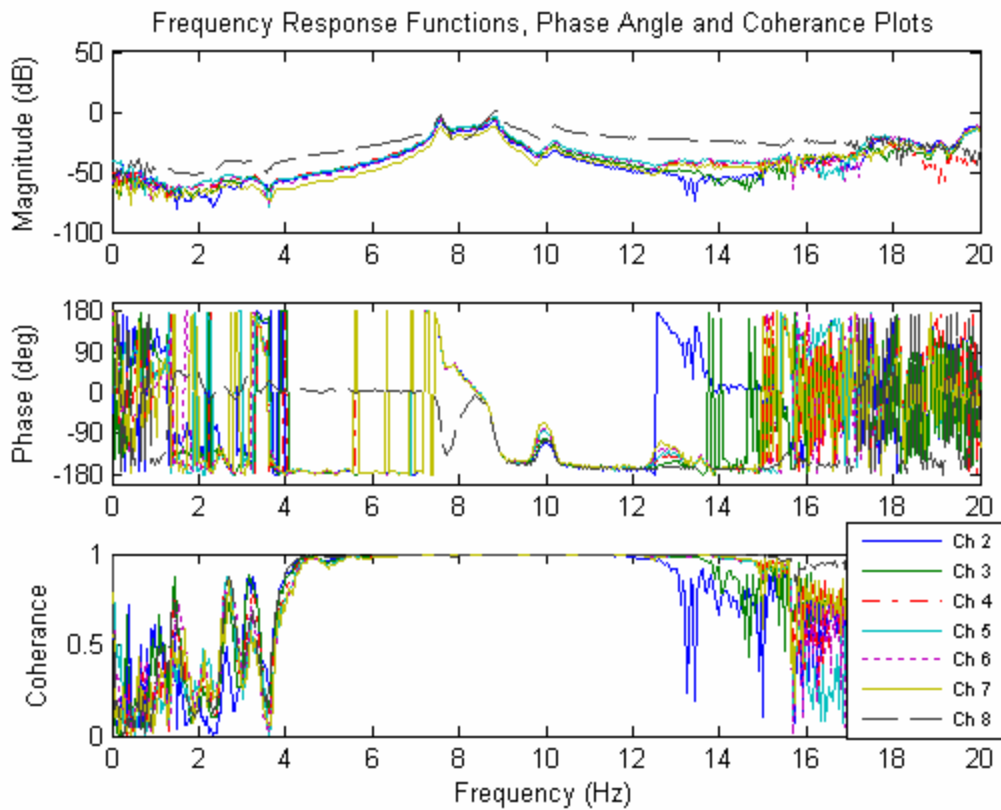 Frequency Response Functions, Phase Angle and Coherance Plots
Magnitude (dB)
50
0
-50
-100
0 2 4 6 8 10 12 14 16 18 20
Phase (deg)
180
90
0
-90
-180
0 2 4 6 8 10 12 14 16 18 20
Coherance
1
0.5
0
0 2 4 6 8 10 12 14 16 18 20
Frequency (Hz)
Ch 2
Ch 3
Ch 4
Ch 5
Ch 6
Ch 7
Ch 8